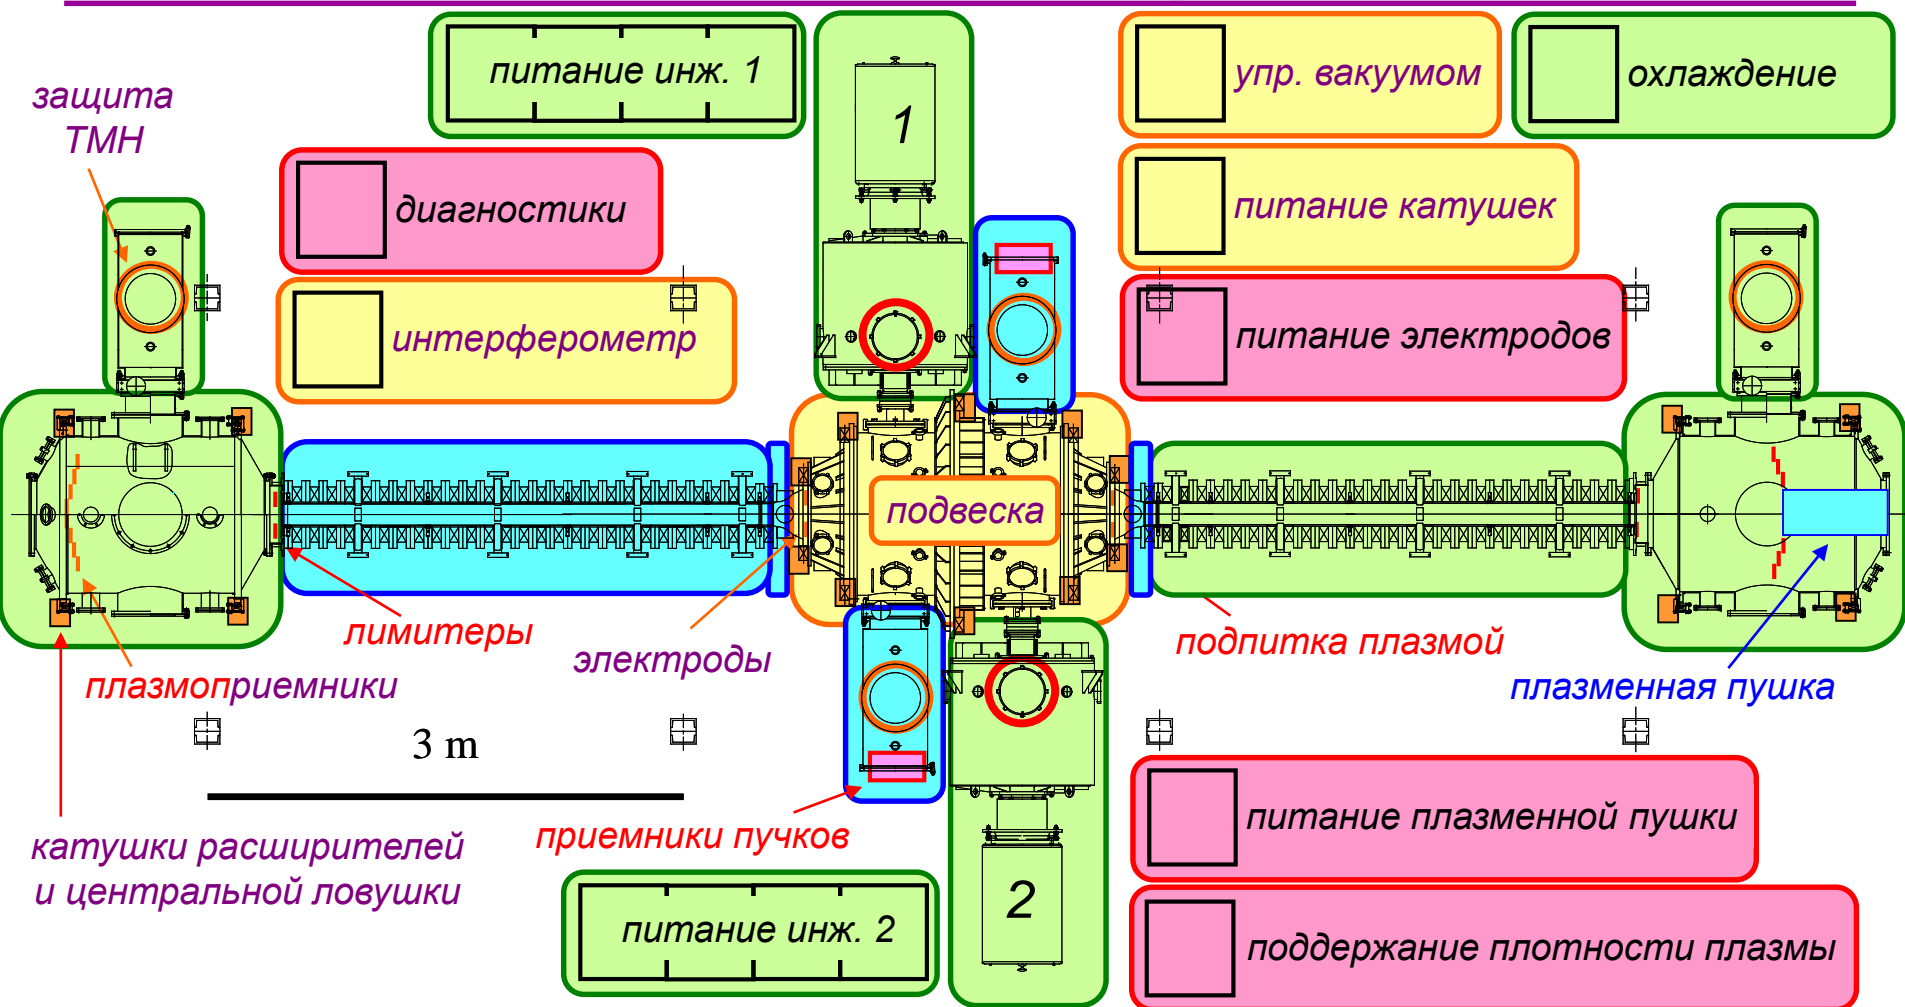 питание инж. 1
1
упр. вакуумом
охлаждение
защита
ТМН
диагностики
питание катушек
интерферометр
питание электродов
подвеска
лимитеры
электроды
подпитка плазмой
плазмоприемники
плазменная пушка
3 m
приемники пучков
питание плазменной пушки
катушки расширителей
и центральной ловушки
питание инж. 2
2
поддержание плотности плазмы